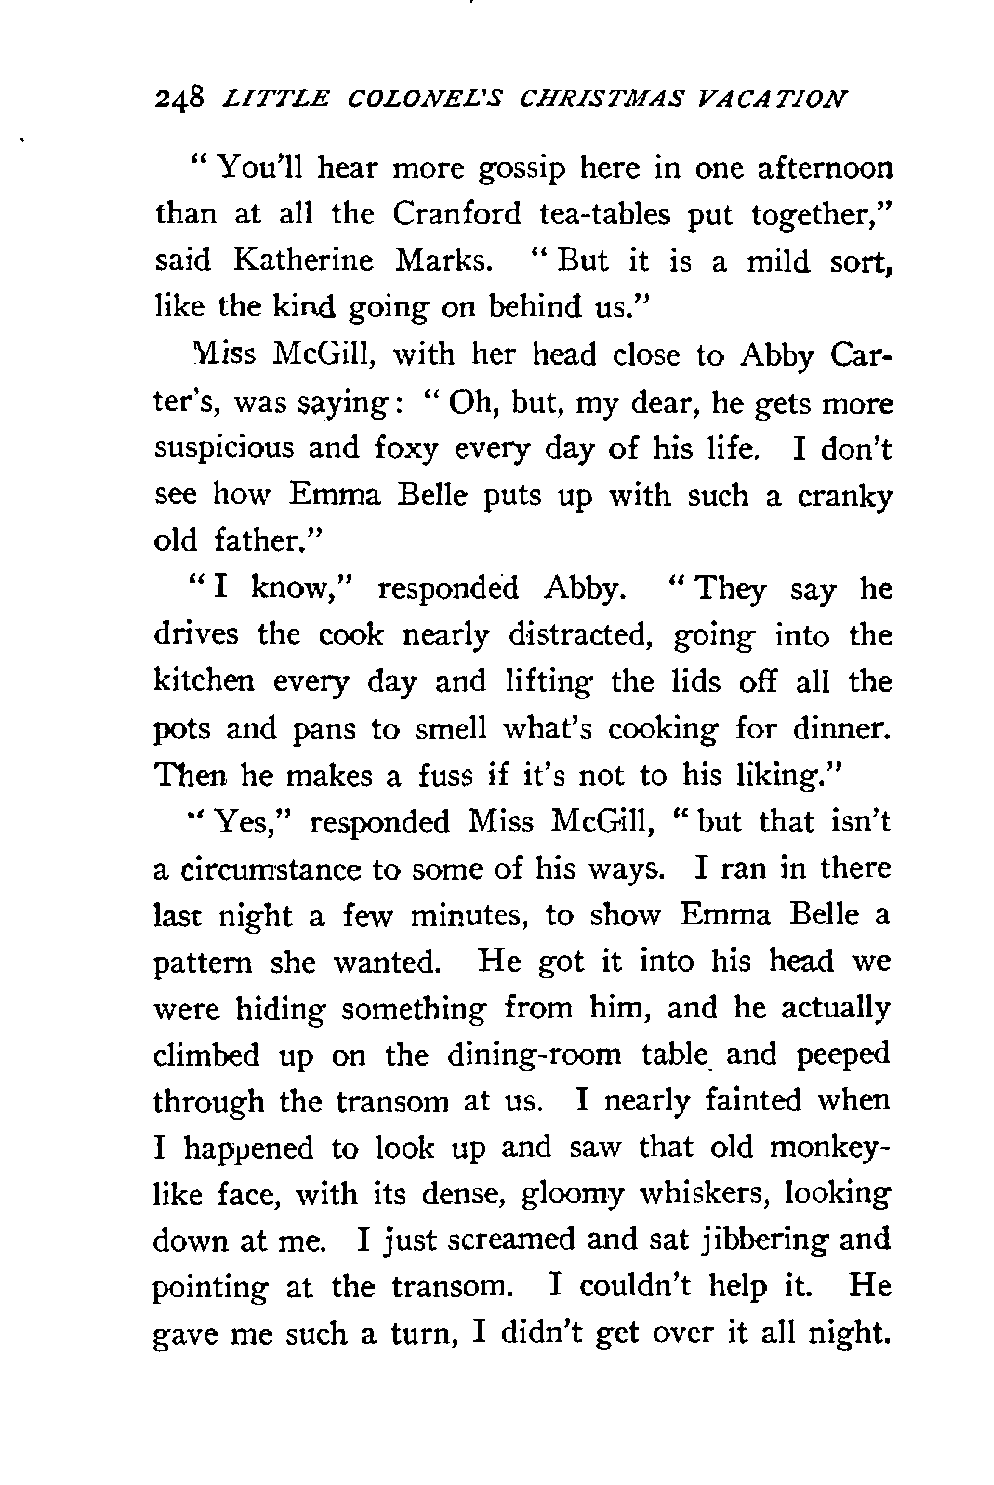 248 LITTLE COLONEL'S CHRISTMAS VACATION
" You'll hear more gossip here in one afternoon
than at all the Cranford tea-tables put together,"
said Katherine Marks. " But it is a mild sort,
like the kind going on behind us."
Miss McGill, with her head close to Abby Car-
ter's, was saying: " Oh, but, my dear, he gets more
suspicious and foxy every day of his life. I don't
see how Emma Belle puts up with such a cranky
old father."
" I know," responded Abby. " They say he
drives the cook nearly distracted, going into the
kitchen every day and lifting the lids off all the
pots and pans to smell what's cooking for dinner.
Then he makes a fuss if it's not to his liking."
" Yes," responded Miss McGill, " but that isn't
a circumstance to some of his ways. I ran in there
last night a few minutes, to show Emma Belle a
pattern she wanted. He got it into his head we
were hiding something from him, and he actually
climbed up on the dining-room table and peeped
through the transom at us. I nearly fainted when
I happened to look up and saw that old monkey-
like face, with its dense, gloomy whiskers, looking
down at me. I just screamed and sat jibbering and
pointing at the transom. I couldn't help it. He
gave me such a turn, I didn't get over it all night.